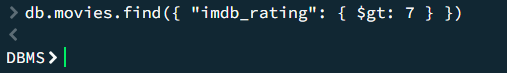 > db.movies.find({ "imdb_rating": { $gt: 7 } })
<
DBMS>